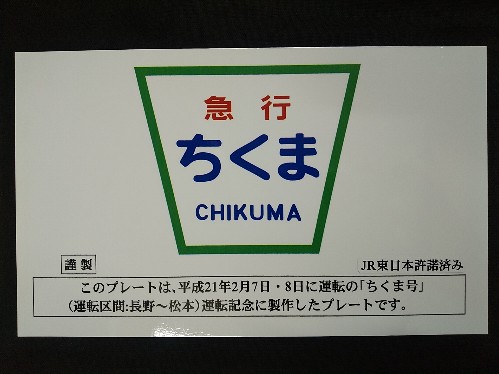 急行
ちくま
CHIKUMA
謹製
JR東日本許諾済み
このプレートは、平成21年2月7日・8日に運転の「ちくま号」
(運転区間:長野〜松本)運転記念に製作したプレートです。